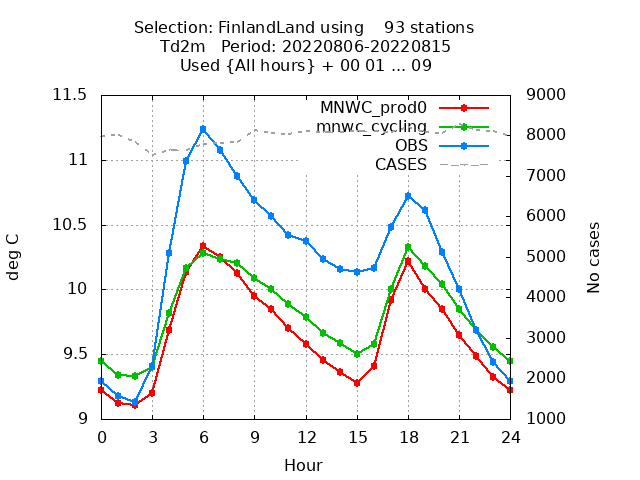 Selection: FinlandLand using    93 stations
Td2m   Period: 20220806-20220815
Used {All hours} + 00 01 ... 09
MNWC_prod0
mnwc_cycling
OBS
CASES
11.5
11
10.5
10
9.5
9
9000
8000
7000
6000
5000
4000
3000
2000
1000
deg C
No cases
0 3 6 9 12 15 18 21 24
Hour